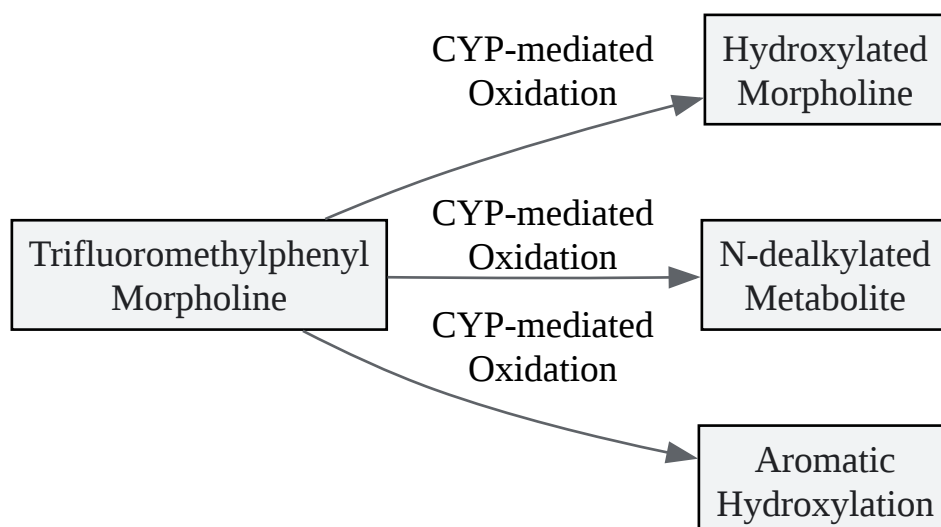 CYP-mediated
Oxidation
Hydroxylated
Morpholine
Trifluoromethylphenyl
Morpholine
CYP-mediated
Oxidation
N-dealkylated
Metabolite
CYP-mediated
Oxidation
Aromatic
Hydroxylation